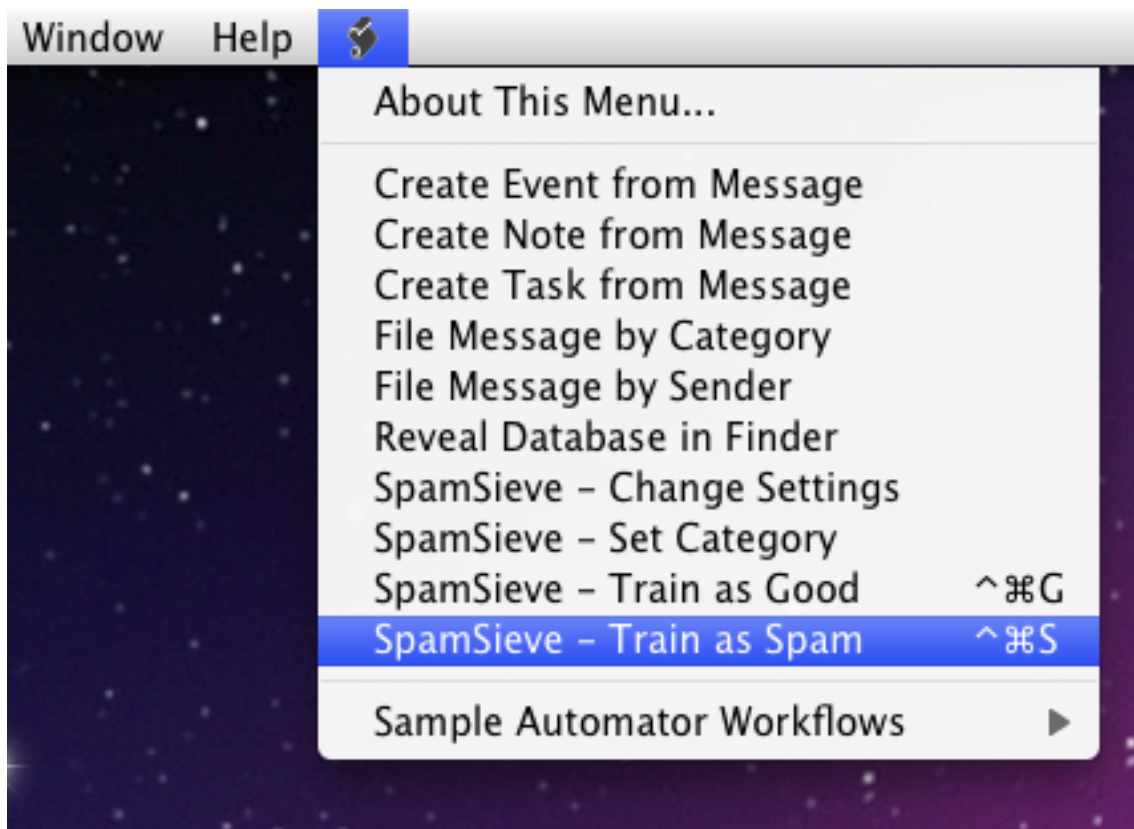 Window Help
About This Menu...
Create Event from Message
Create Note from Message
Create Task from Message
File Message by Category
File Message by Sender
Reveal Database in Finder
SpamSieve – Change Settings
SpamSieve – Set Category
SpamSieve – Train as Good ^⌘G
SpamSieve – Train as Spam ^⌘S
Sample Automator Workflows